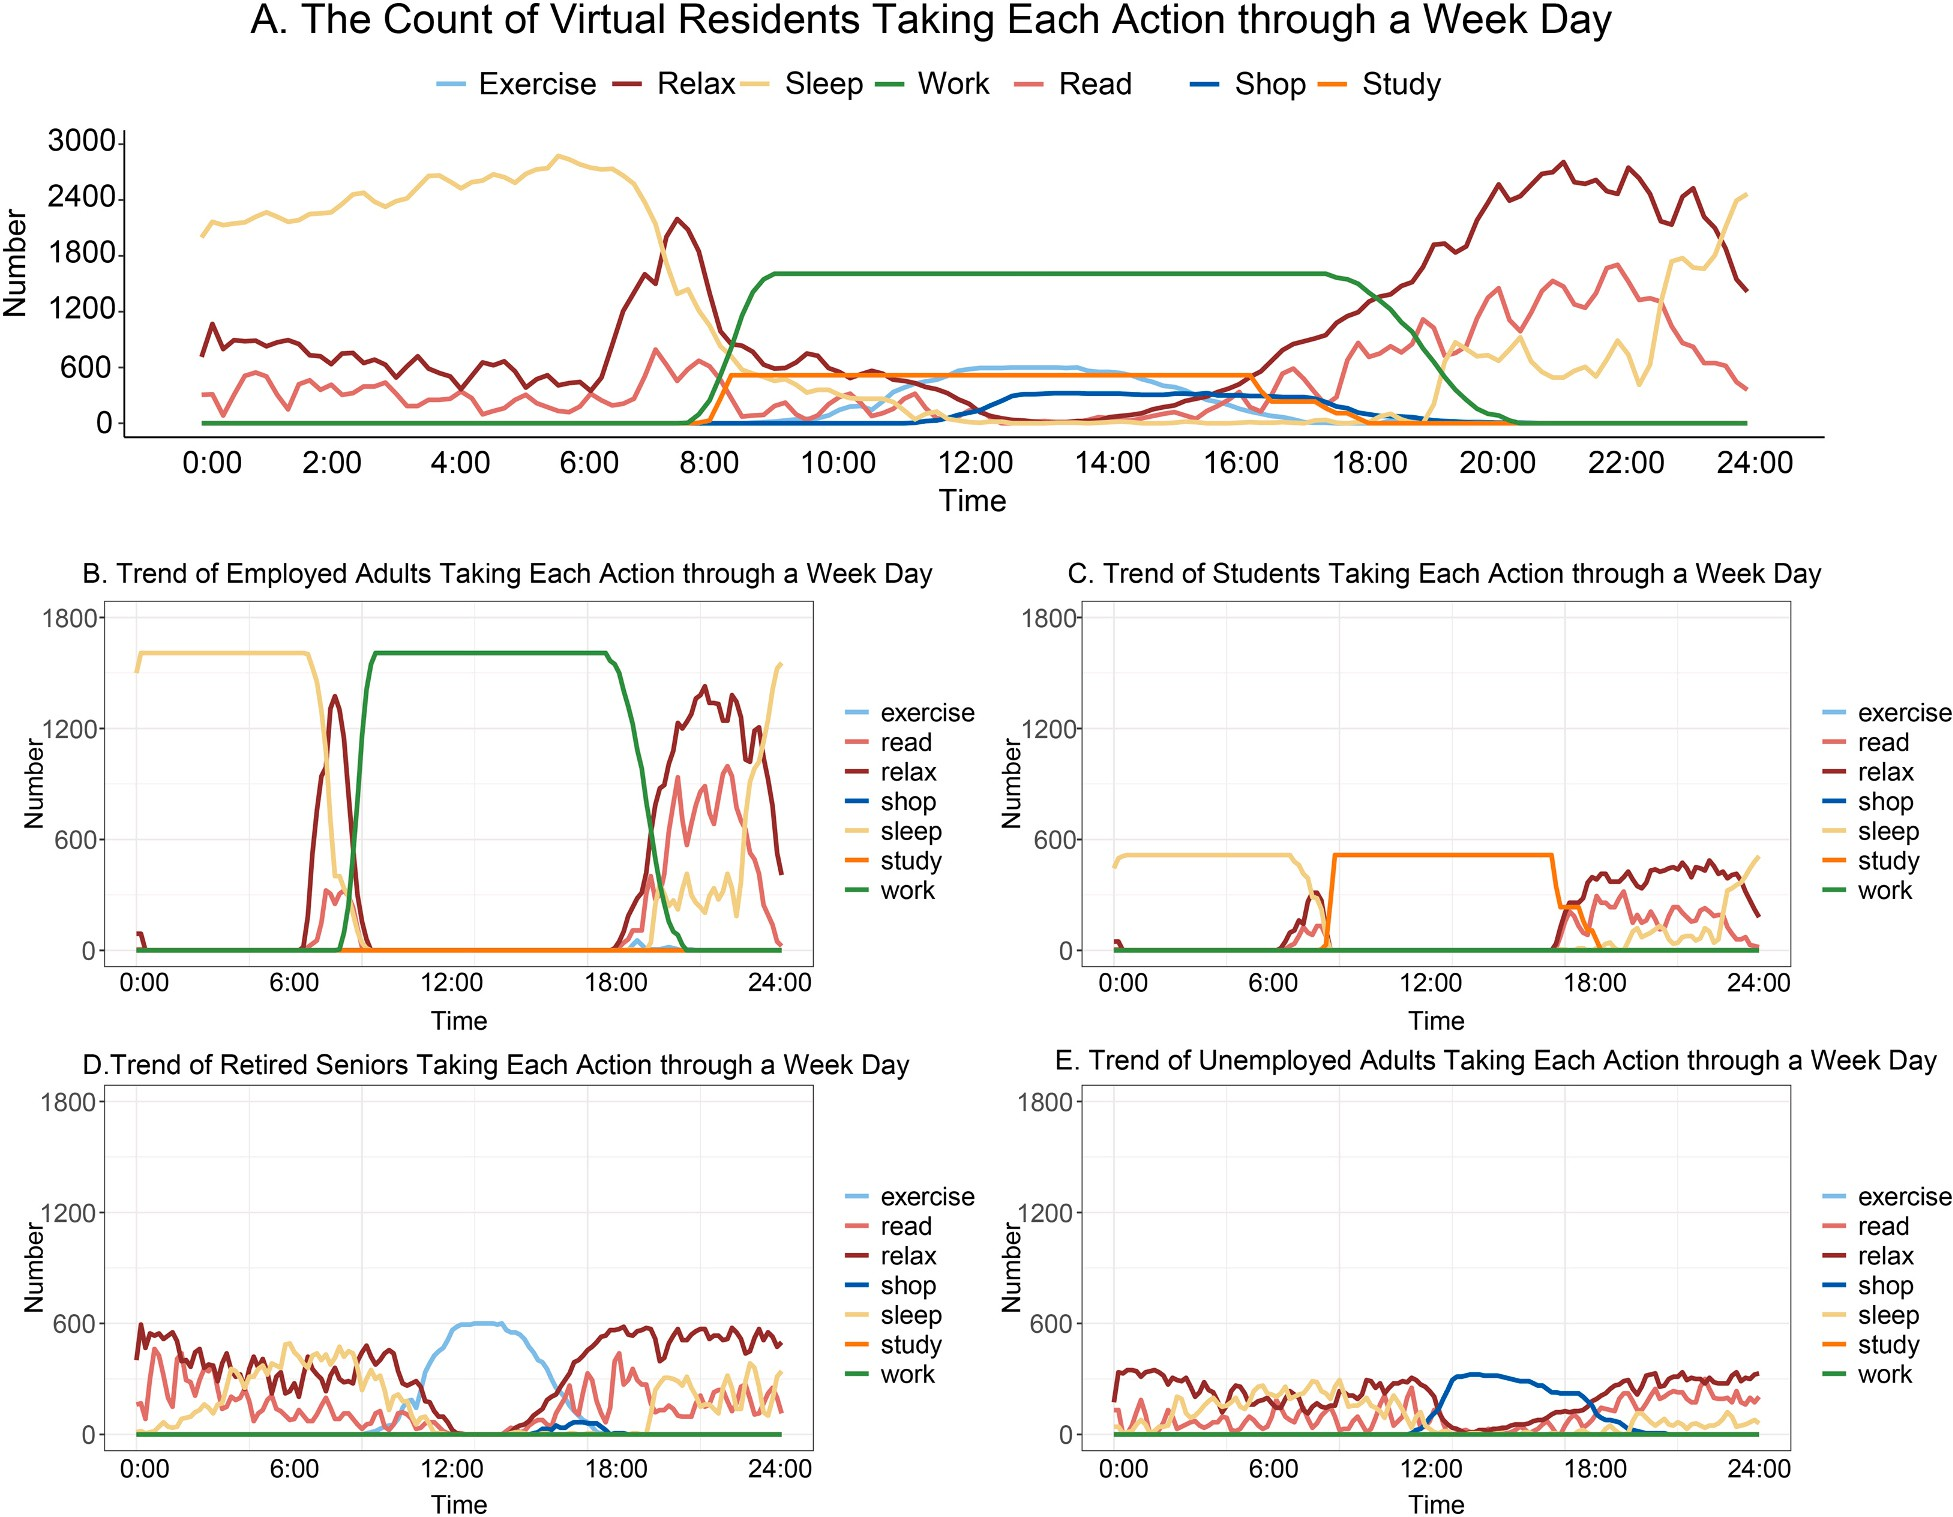 A. The Count of Virtual Residents Taking Each Action through a Week Day
Exercise Relax Sleep Work Read Shop Study
3000
2400
1800
1200
600
0
Number
0:00 2:00 4:00 6:00 8:00 10:00 12:00 14:00 16:00 18:00 20:00 22:00 24:00
Time
B. Trend of Employed Adults Taking Each Action through a Week Day
1800
1200
600
0
Number
0:00 6:00 12:00 18:00 24:00
Time
exercise
read
relax
shop
sleep
study
work
C. Trend of Students Taking Each Action through a Week Day
1800
1200
600
0
Number
0:00 6:00 12:00 18:00 24:00
Time
exercise
read
relax
shop
sleep
study
work
D.Trend of Retired Seniors Taking Each Action through a Week Day
1800
1200
600
0
Number
0:00 6:00 12:00 18:00 24:00
Time
exercise
read
relax
shop
sleep
study
work
E. Trend of Unemployed Adults Taking Each Action through a Week Day
1800
1200
600
0
Number
0:00 6:00 12:00 18:00 24:00
Time
exercise
read
relax
shop
sleep
study
work